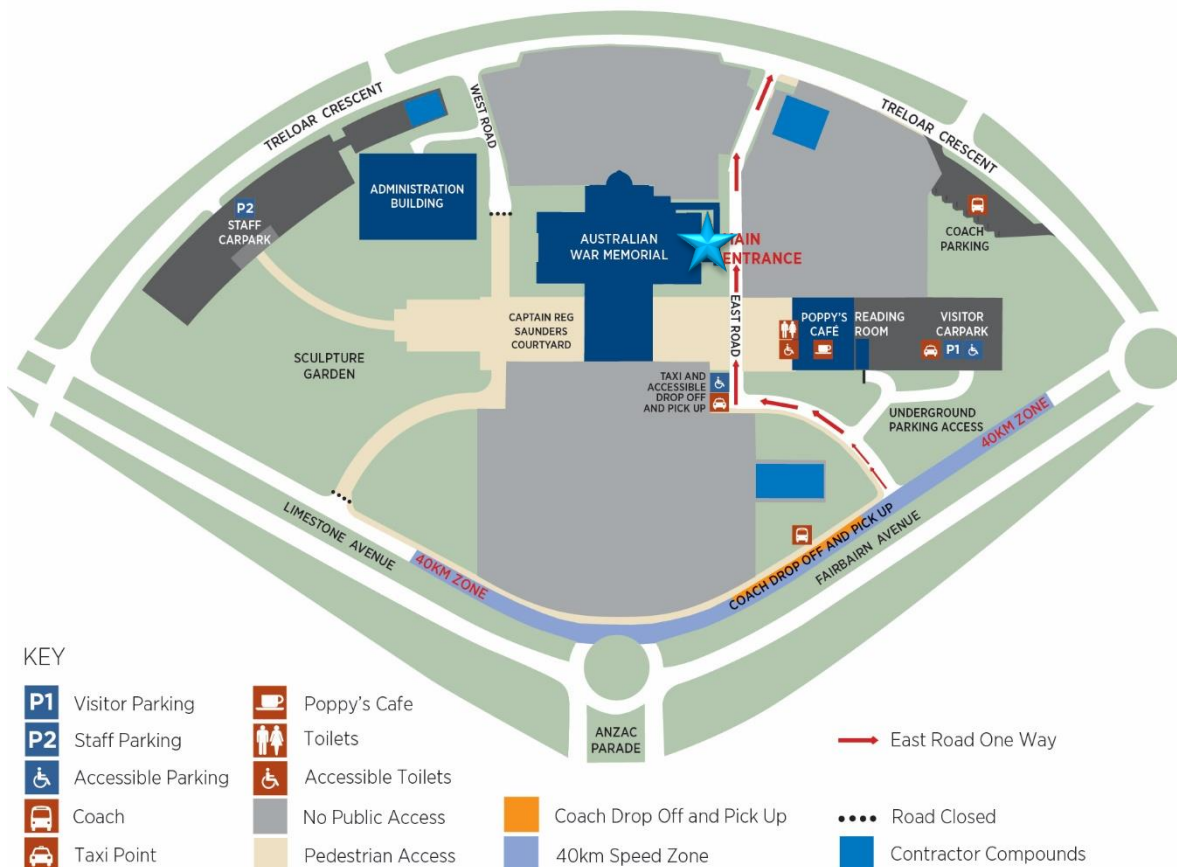 TRELOAR CRESCENT
WEST ROAD
TRELOAR CRESCENT
P2
STAFF
CARPARK
ADMINISTRATION
BUILDING
AUSTRALIAN
WAR MEMORIAL
MAIN
ENTRANCE
COACH
PARKING
EAST ROAD
CAPTAIN REG
SAUNDERS
COURTYARD
POPPY'S
CAFÉ
READING
ROOM
VISITOR
CARPARK
P1
SCULPTURE
GARDEN
TAXI AND
ACCESSIBLE
DROP OFF
AND PICK UP
UNDERGROUND
PARKING ACCESS
40KM ZONE
LIMESTONE AVENUE
40KM ZONE
COACH DROP OFF AND PICK UP
FAIRBAIRN AVENUE
ANZAC
PARADE
KEY
P1 Visitor Parking
P2 Staff Parking
Accessible Parking
Coach
Taxi Point
Poppy's Cafe
Toilets
Accessible Toilets
No Public Access
Pedestrian Access
Coach Drop Off and Pick Up
40km Speed Zone
East Road One Way
Road Closed
Contractor Compounds